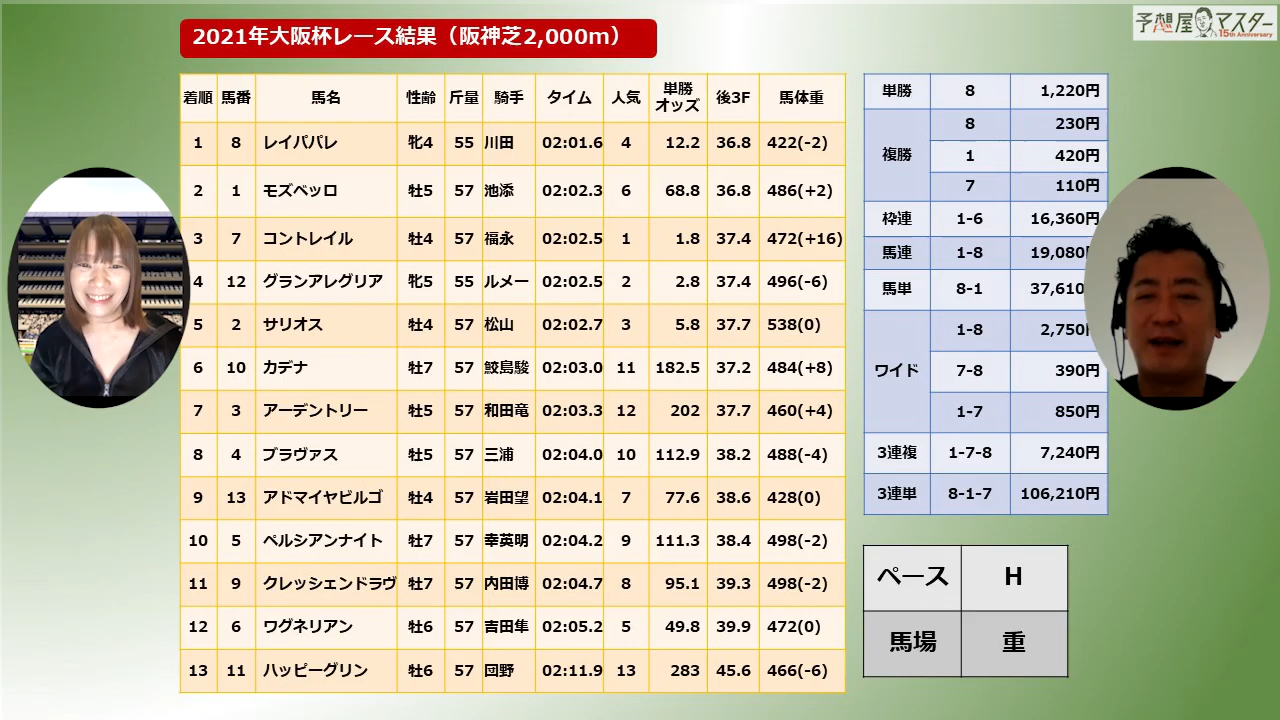 予想屋マスター
15th Anniversary
2021年大阪杯レース結果（阪神芝2,000m）
着順 馬番 馬名 性齢 斤量 騎手 タイム 人気 単勝オッズ 後3F 馬体重
1 8 レイパパレ 牝4 55 川田 02:01.6 4 12.2 36.8 422(-2)
2 1 モズベッロ 牡5 57 池添 02:02.3 6 68.8 36.8 486(+2)
3 7 コントレイル 牡4 57 福永 02:02.5 1 1.8 37.4 472(+16)
4 12 グランアレグリア 牝5 55 ルメー 02:02.5 2 2.8 37.4 496(-6)
5 2 サリオス 牡4 57 松山 02:02.7 3 5.8 37.7 538(0)
6 10 カデナ 牡7 57 鮫島駿 02:03.0 11 182.5 37.2 484(+8)
7 3 アーデントリー 牡5 57 和田竜 02:03.3 12 202 37.7 460(+4)
8 4 ブラヴァス 牡5 57 三浦 02:04.0 10 112.9 38.2 488(-4)
9 13 アドマイヤビルゴ 牡4 57 岩田望 02:04.1 7 77.6 38.6 428(0)
10 5 ペルシアンナイト 牡7 57 幸英明 02:04.2 9 111.3 38.4 498(-2)
11 9 クレッシェンドラヴ 牡7 57 内田博 02:04.7 8 95.1 39.3 498(-2)
12 6 ワグネリアン 牡6 57 吉田隼 02:05.2 5 49.8 39.9 472(0)
13 11 ハッピーグリン 牡6 57 団野 02:11.9 13 283 45.6 466(-6)
単勝 8 1,220円
複勝 8 230円
1 420円
7 110円
枠連 1-6 16,360円
馬連 1-8 19,080
馬単 8-1 37,610
ワイド 1-8 2,750
7-8 390円
1-7 850円
3連複 1-7-8 7,240円
3連単 8-1-7 106,210円
ペース H
馬場 重